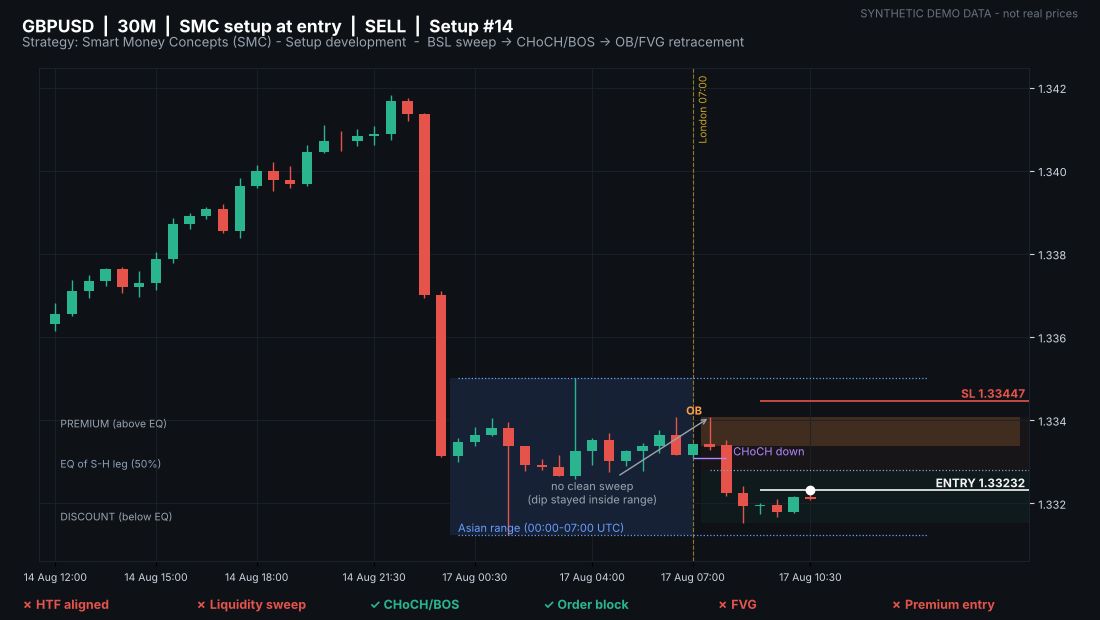 GBPUSD | 30M | SMC setup at entry | SELL | Setup #14
SYNTHETIC DEMO DATA - not real prices
Strategy: Smart Money Concepts (SMC) - Setup development - BSL sweep → CHoCH/BOS → OB/FVG retracement
London 07:00
1.342
1.340
1.338
1.336
1.334
1.332
SL 1.33447
OB
PREMIUM (above EQ)
CHoCH down
EQ of S-H leg (50%)
ENTRY 1.33232
no clean sweep
(dip stayed inside range)
DISCOUNT (below EQ)
Asian range (00:00-07:00 UTC)
14 Aug 12:00
14 Aug 15:00
14 Aug 18:00
14 Aug 21:30
17 Aug 00:30
17 Aug 04:00
17 Aug 07:00
17 Aug 10:30
× HTF aligned
× Liquidity sweep
✓ CHoCH/BOS
✓ Order block
× FVG
× Premium entry